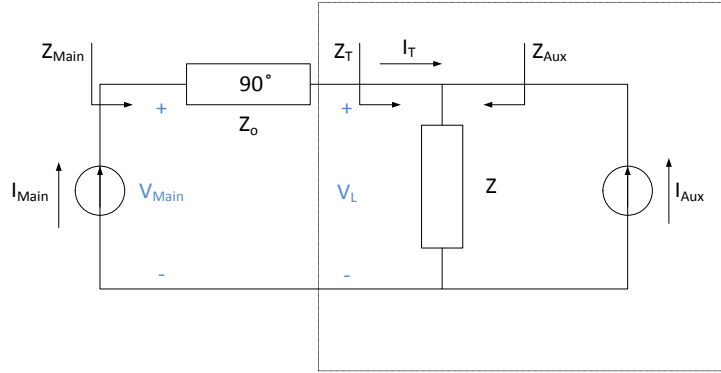 Z_Main
Z_T
I_T
Z_Aux
90°
Z_o
+
+
I_Main
V_Main
V_L
Z
I_Aux
-
-